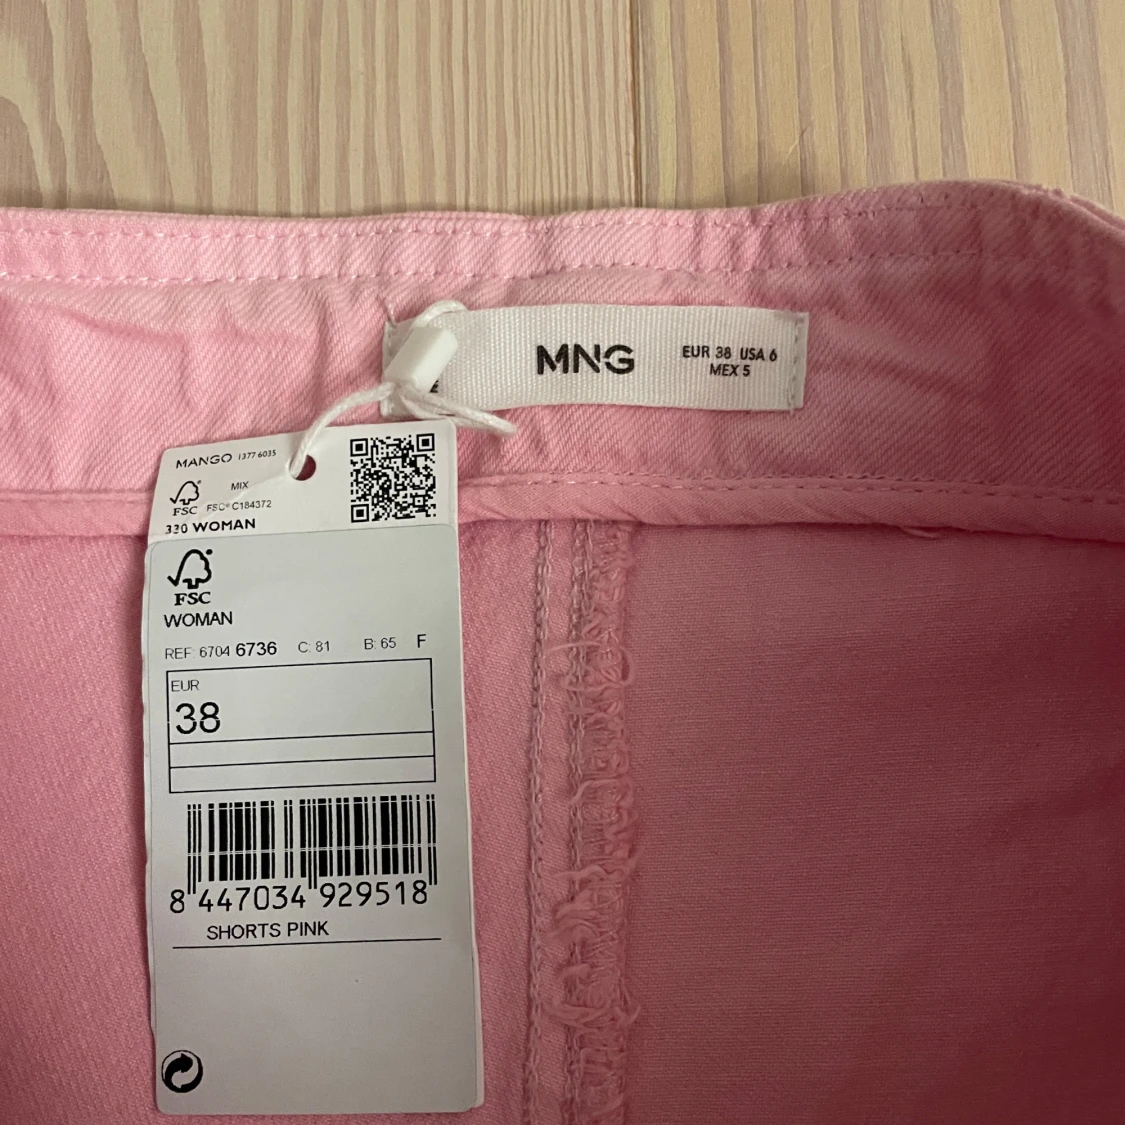 MNG
EUR 38 USA 6
MEX 5
MANGO 1377 6035
MIX
FSC FSC® C184372
320 WOMAN
FSC
WOMAN
REF: 6704 6736 C: 81 B: 65 F
EUR
38
8 447034 929518
SHORTS PINK